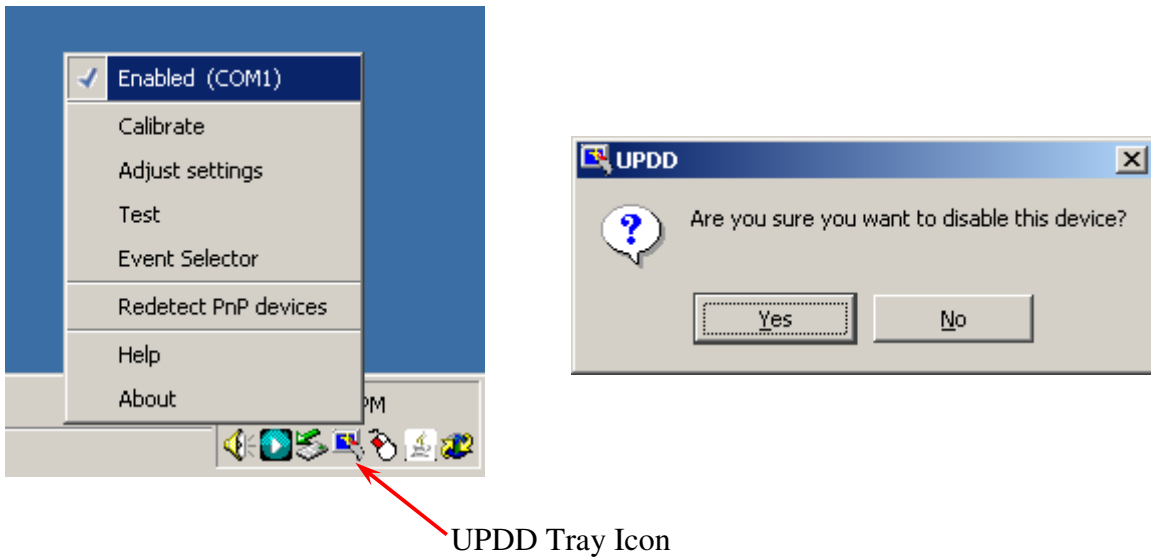 Enabled (COM1)
Calibrate
Adjust settings
Test
Event Selector
Redetect PnP devices
Help
About
PM
UPDD
Are you sure you want to disable this device?
Yes
No
UPDD Tray Icon